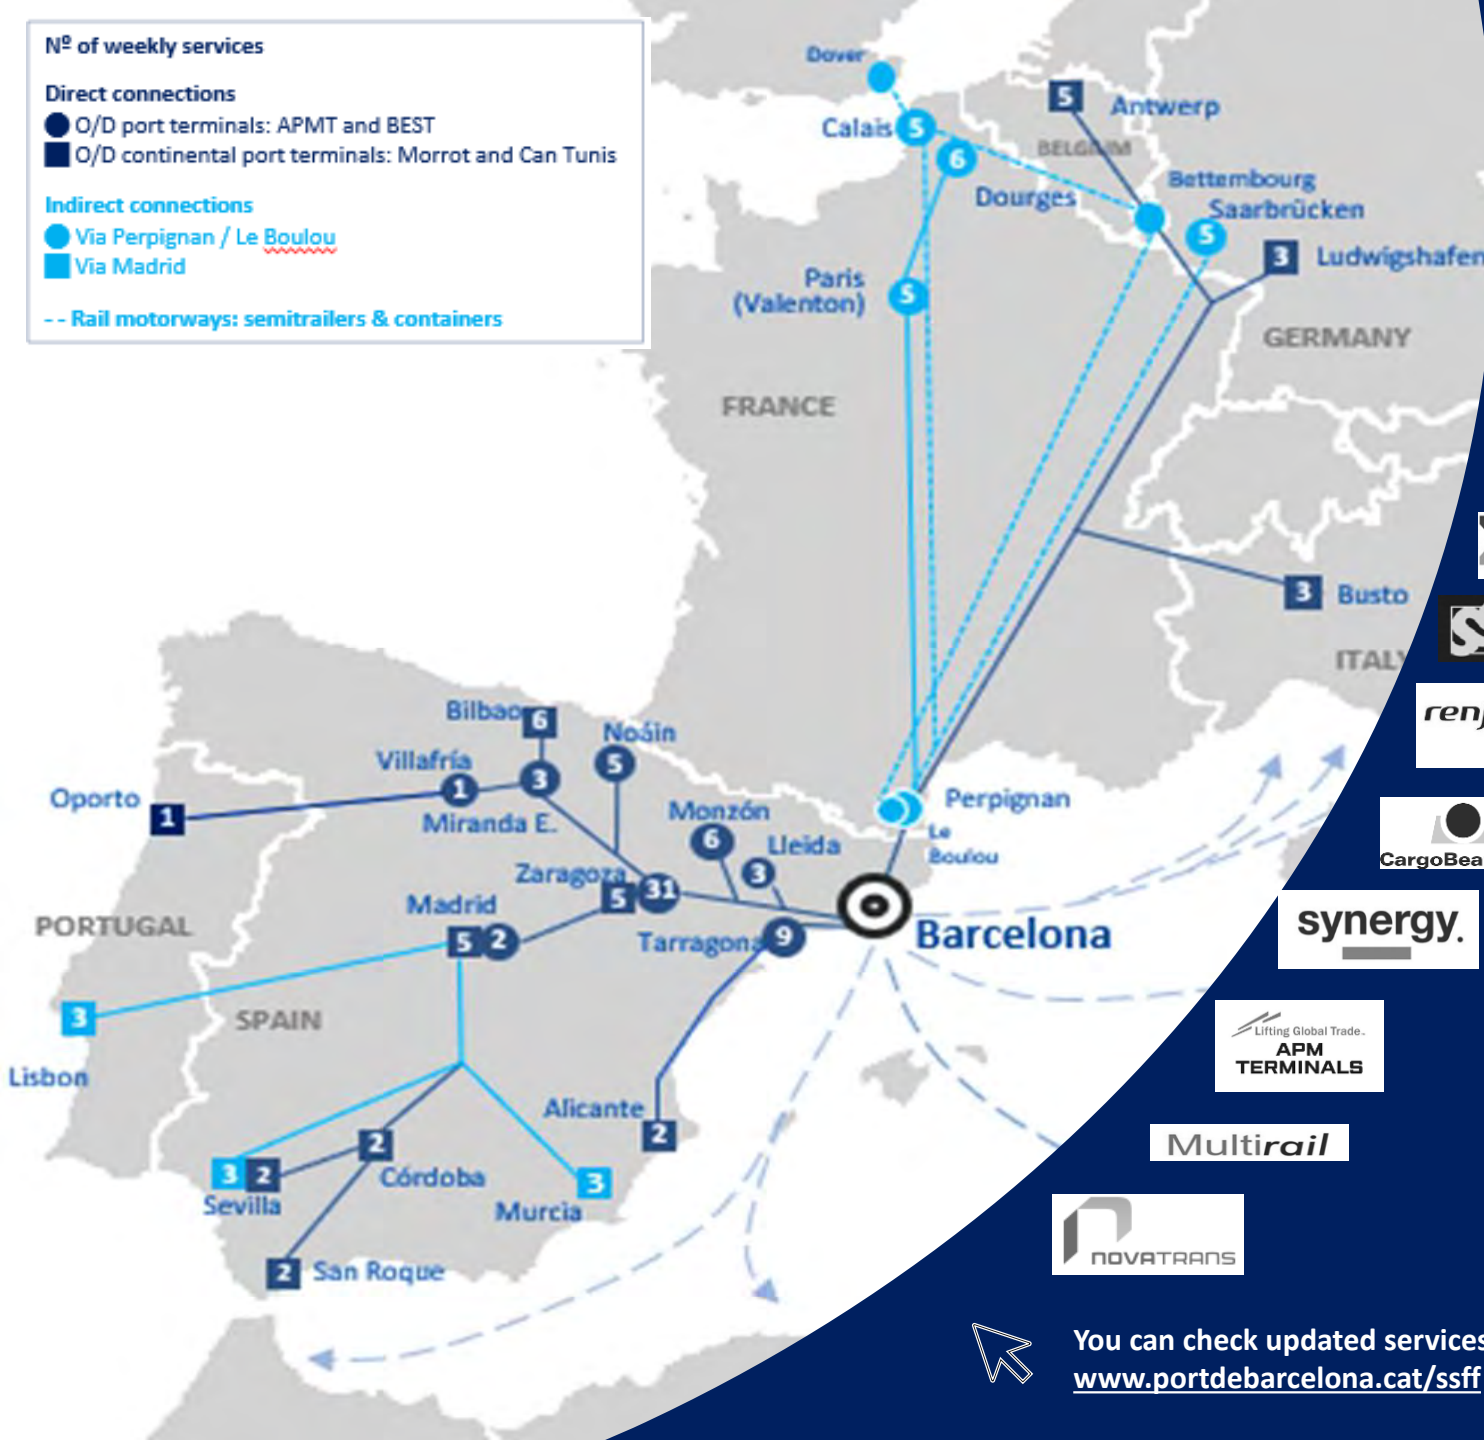 Nº of weekly services
Direct connections
O/D port terminals: APMT and BEST
O/D continental port terminals: Morrot and Can Tunis
Indirect connections
Via Perpignan / Le Boulou
Via Madrid
-- Rail motorways: semitrailers & containers
Dover
Calais 5
6
Dourges
5 Antwerp
BELGIUM
Bettembourg
Saarbrücken
5
3 Ludwigshafen
Paris
(Valenton)
5
GERMANY
FRANCE
3 Busto
ITALY
Bilbao 6
Noáin
5
Villafría
1
3
Miranda E.
Oporto
1
Monzón
6
Lleida
3
Perpignan
Le
Boulou
Zaragoza
5 31
Madrid
5 2
Tarragona 9
Barcelona
PORTUGAL
SPAIN
3
Lisbon
Alicante
2
2
Córdoba
3 2
Sevilla
3
Murcia
2 San Roque
CargoBea
synergy.
Lifting Global Trade.
APM
TERMINALS
Multirail
NOVATRANS
You can check updated services
www.portdebarcelona.cat/ssff